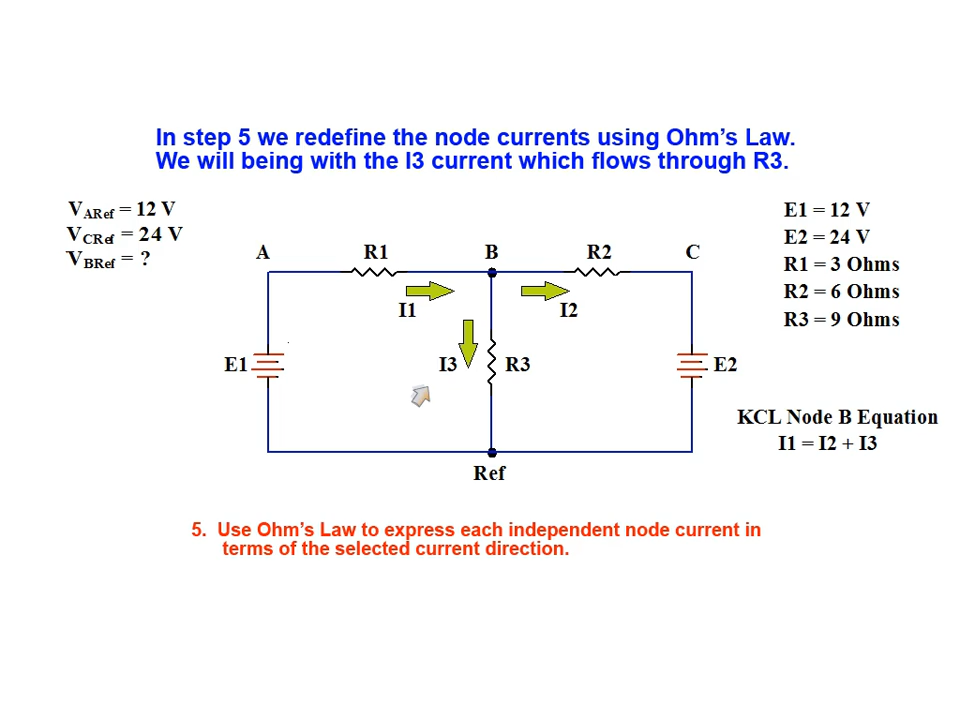 In step 5 we redefine the node currents using Ohm's Law.
We will being with the I3 current which flows through R3.
VARef = 12 V
VCRef = 24 V
VBRef = ?
E1 = 12 V
E2 = 24 V
R1 = 3 Ohms
R2 = 6 Ohms
R3 = 9 Ohms
A R1 B R2 C
I1 I2
E1 I3 R3 E2
KCL Node B Equation
I1 = I2 + I3
Ref
5. Use Ohm's Law to express each independent node current in
terms of the selected current direction.